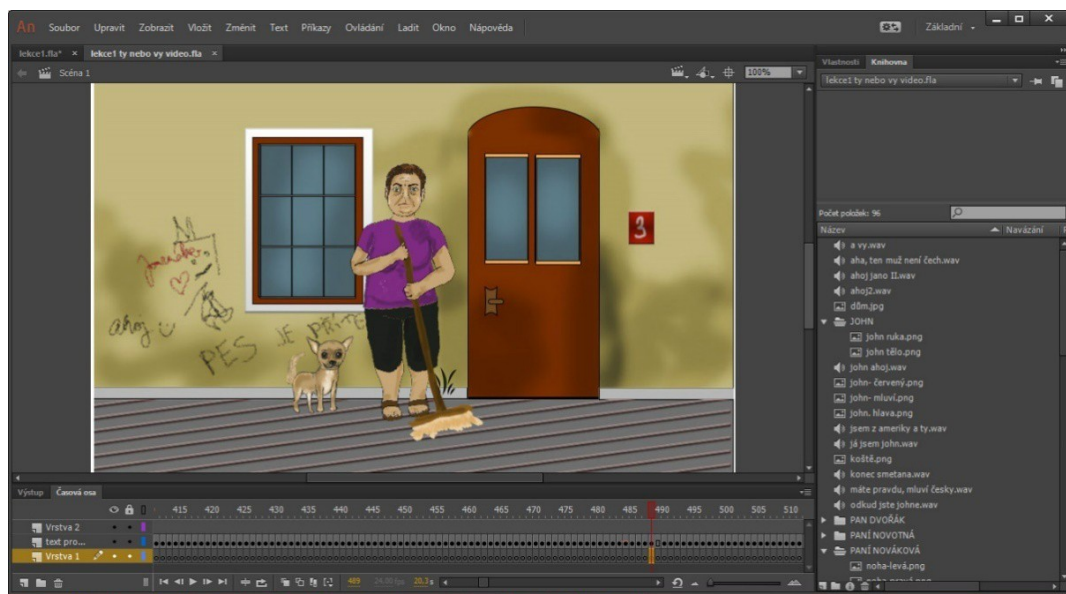 An Soubor Upravit Zobrazit Vložit Změnit Text Příkazy Ovládání Ladit Okno Nápověda Základní
lekce1.fla* × lekce1 ty nebo vy video.fla ×
Scéna 1 100%
Vlastnosti Knihovna
lekce1 ty nebo vy video.fla
3
ahoj
PES JE PŘÍTE
Počet položek: 96
Název Navázání
a vy.wav
aha, ten muž není čech.wav
ahoj jano II.wav
ahoj2.wav
dům.jpg
JOHN
john ruka.png
john tělo.png
john ahoj.wav
john- červený.png
john- mluví.png
john. hlava.png
jsem z ameriky a ty.wav
já jsem john.wav
koště.png
konec smetana.wav
máte pravdu, mluví česky.wav
odkud jste johne.wav
PAN DVOŘÁK
PANÍ NOVOTNÁ
PANÍ NOVÁKOVÁ
noha-levá.png
noha-pravá.png
Výstup Časová osa
415 420 425 430 435 440 445 450 455 460 465 470 475 480 485 490 495 500 505 510
Vrstva 2
text pro...
Vrstva 1
489 24.00 fps 20.3 s